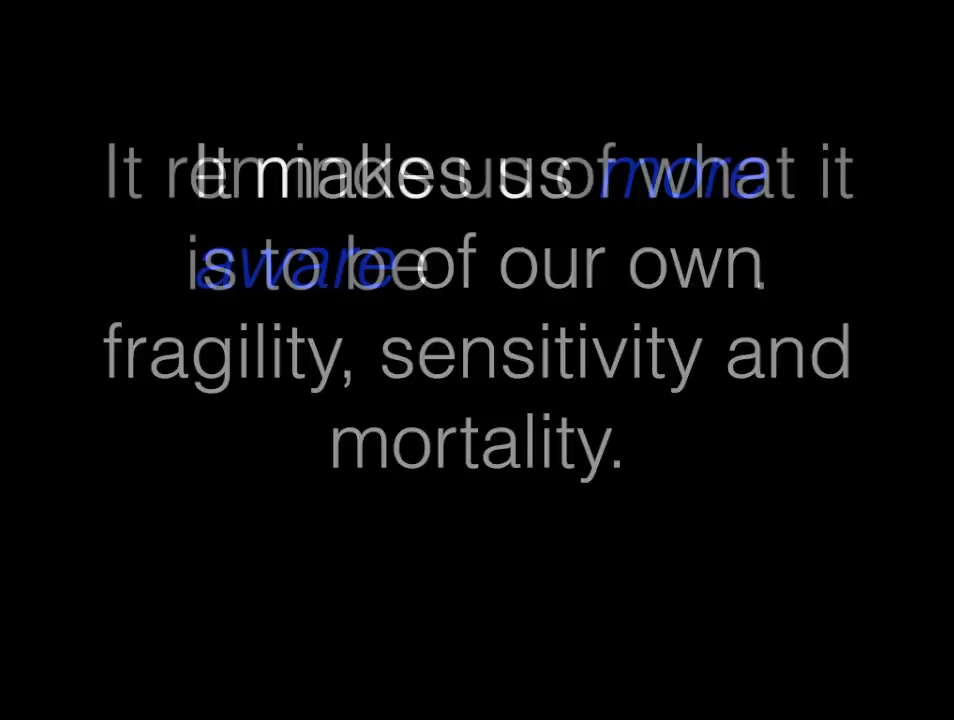 It reminds us of what it
is to be .
It makes us more
aware of our own
fragility, sensitivity and
mortality.